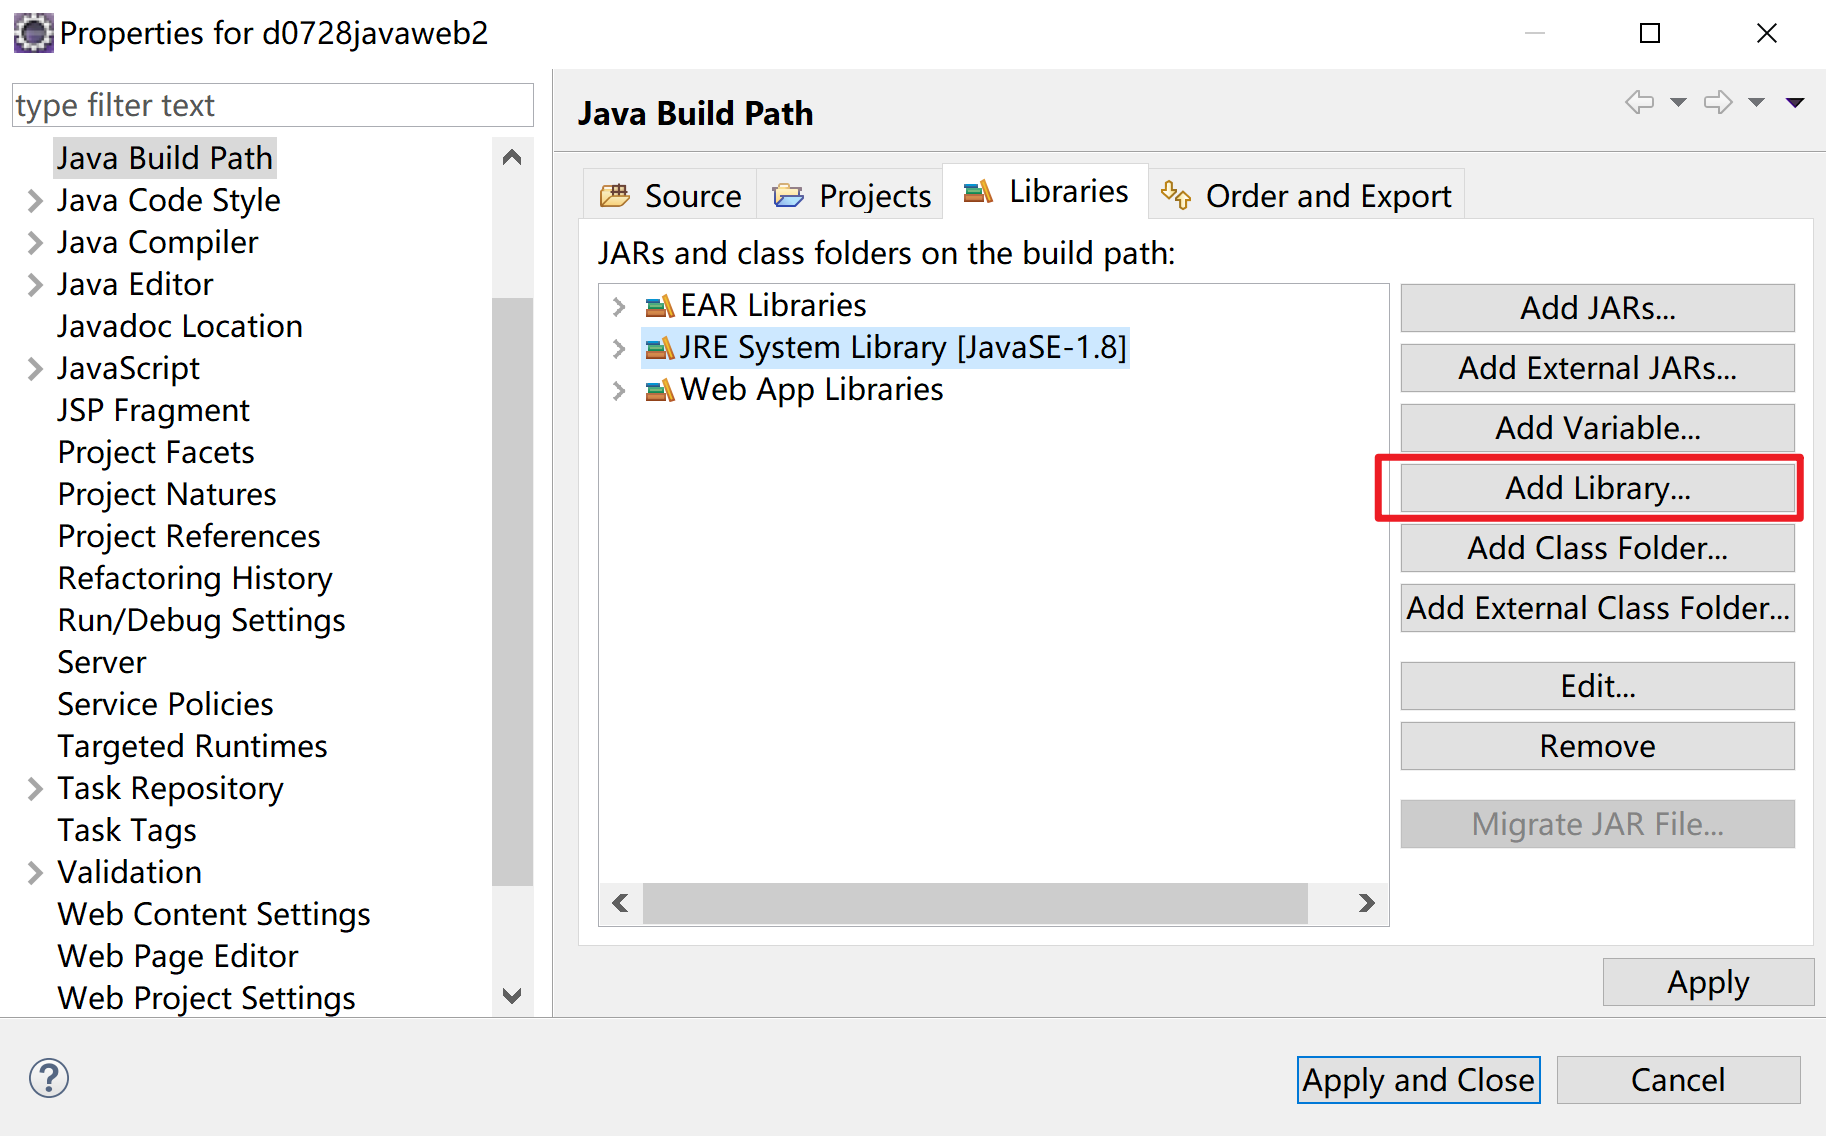 Properties for d0728javaweb2
type filter text
Java Build Path
Java Code Style
Java Compiler
Java Editor
Javadoc Location
JavaScript
JSP Fragment
Project Facets
Project Natures
Project References
Refactoring History
Run/Debug Settings
Server
Service Policies
Targeted Runtimes
Task Repository
Task Tags
Validation
Web Content Settings
Web Page Editor
Web Project Settings
Java Build Path
Source
Projects
Libraries
Order and Export
JARs and class folders on the build path:
EAR Libraries
JRE System Library [JavaSE-1.8]
Web App Libraries
Add JARs...
Add External JARs...
Add Variable...
Add Library...
Add Class Folder...
Add External Class Folder...
Edit...
Remove
Migrate JAR File...
Apply
?
Apply and Close
Cancel